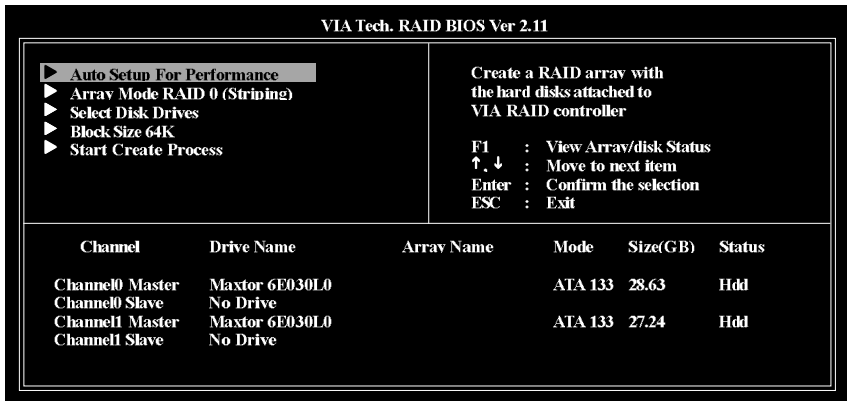 VIA Tech. RAID BIOS Ver 2.11
Auto Setup For Performance
Array Mode RAID 0 (Striping)
Select Disk Drives
Block Size 64K
Start Create Process
Create a RAID array with
the hard disks attached to
VIA RAID controller
F1 : View Array/disk Status
↑,↓ : Move to next item
Enter : Confirm the selection
ESC : Exit
Channel Drive Name Array Name Mode Size(GB) Status
Channel0 Master Maxtor 6E030L0 ATA 133 28.63 Hdd
Channel0 Slave No Drive
Channel1 Master Maxtor 6E030L0 ATA 133 27.24 Hdd
Channel1 Slave No Drive